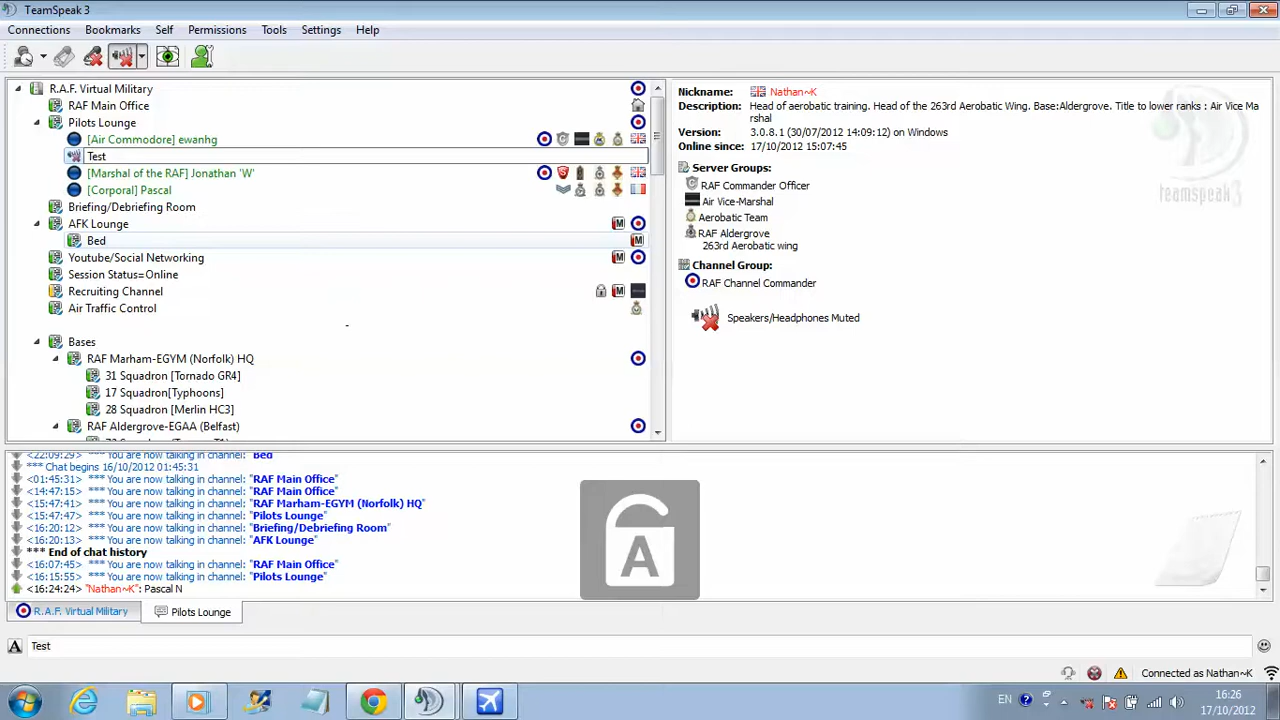 TeamSpeak 3
Connections Bookmarks Self Permissions Tools Settings Help
R.A.F. Virtual Military
RAF Main Office
Pilots Lounge
[Air Commodore] ewanhg
Test
[Marshal of the RAF] Jonathan 'W'
[Corporal] Pascal
Briefing/Debriefing Room
AFK Lounge
M
Bed
M
Youtube/Social Networking
M
Session Status=Online
Recruiting Channel
M
Air Traffic Control
-
Bases
RAF Marham-EGYM (Norfolk) HQ
31 Squadron [Tornado GR4]
17 Squadron[Typhoons]
28 Squadron [Merlin HC3]
RAF Aldergrove-EGAA (Belfast)
Nickname: Nathan~K
Description: Head of aerobatic training. Head of the 263rd Aerobatic Wing. Base:Aldergrove. Title to lower ranks : Air Vice Ma
rshal
Version: 3.0.8.1 (30/07/2012 14:09:12) on Windows
Online since: 17/10/2012 15:07:45
Server Groups:
RAF Commander Officer
Air Vice-Marshal
Aerobatic Team
RAF Aldergrove
263rd Aerobatic wing
Channel Group:
RAF Channel Commander
Speakers/Headphones Muted
teamspeak3
<22:09:29> *** You are now talking in channel: "Bed"
*** Chat begins 16/10/2012 01:45:31
<01:45:31> *** You are now talking in channel: "RAF Main Office"
<14:47:15> *** You are now talking in channel: "RAF Main Office"
<15:47:41> *** You are now talking in channel: "RAF Marham-EGYM (Norfolk) HQ"
<15:47:47> *** You are now talking in channel: "Pilots Lounge"
<16:20:12> *** You are now talking in channel: "Briefing/Debriefing Room"
<16:20:13> *** You are now talking in channel: "AFK Lounge"
*** End of chat history
<16:07:45> *** You are now talking in channel: "RAF Main Office"
<16:15:55> *** You are now talking in channel: "Pilots Lounge"
<16:24:24> "Nathan~K": Pascal N
A
R.A.F. Virtual Military Pilots Lounge
A Test
Connected as Nathan~K
EN
16:26
17/10/2012